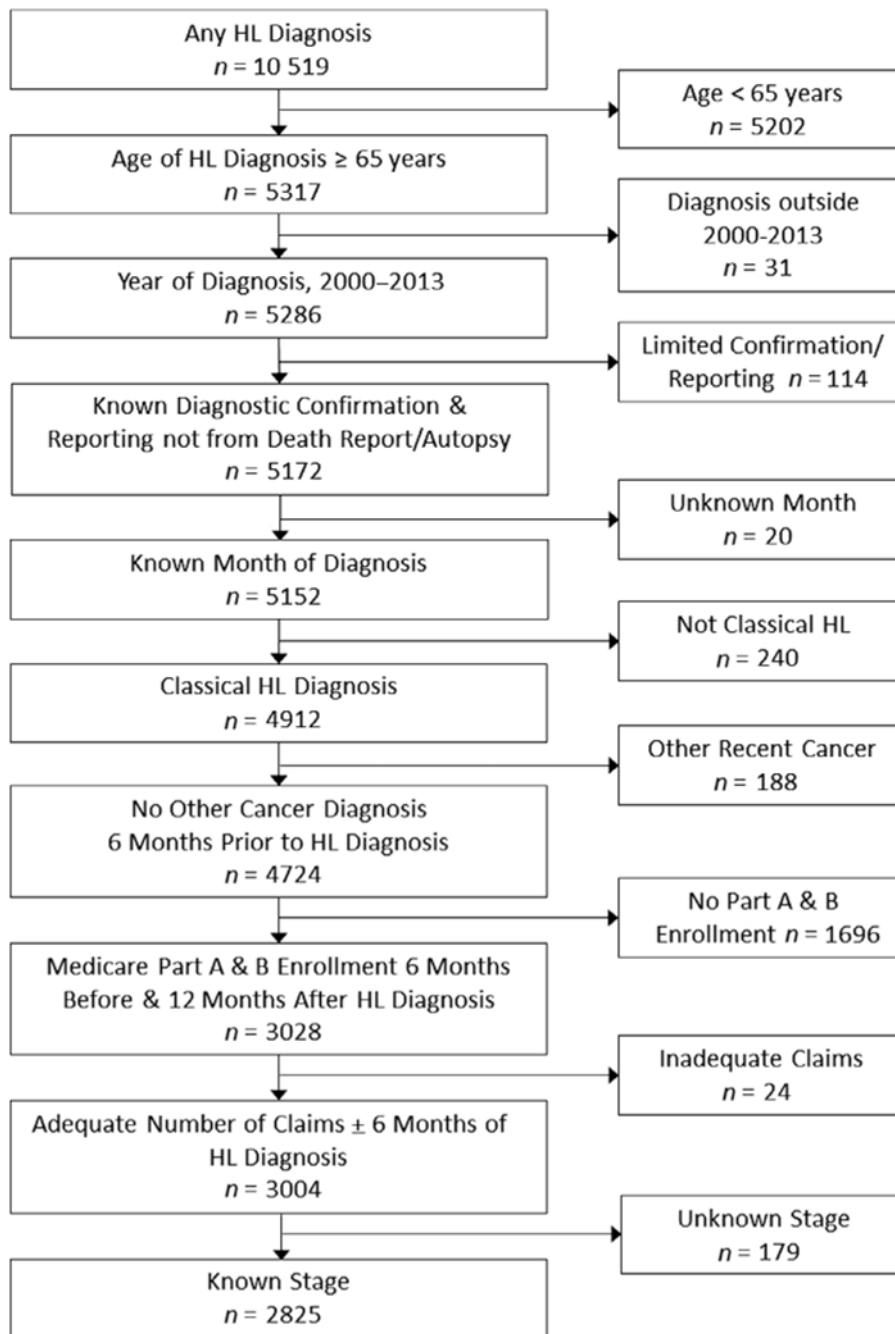 Any HL Diagnosis
n = 10 519
Age < 65 years
n = 5202
Age of HL Diagnosis ≥ 65 years
n = 5317
Diagnosis outside
2000-2013
n = 31
Year of Diagnosis, 2000–2013
n = 5286
Limited Confirmation/
Reporting n = 114
Known Diagnostic Confirmation &
Reporting not from Death Report/Autopsy
n = 5172
Unknown Month
n = 20
Known Month of Diagnosis
n = 5152
Not Classical HL
n = 240
Classical HL Diagnosis
n = 4912
Other Recent Cancer
n = 188
No Other Cancer Diagnosis
6 Months Prior to HL Diagnosis
n = 4724
No Part A & B
Enrollment n = 1696
Medicare Part A & B Enrollment 6 Months
Before & 12 Months After HL Diagnosis
n = 3028
Inadequate Claims
n = 24
Adequate Number of Claims ± 6 Months of
HL Diagnosis
n = 3004
Unknown Stage
n = 179
Known Stage
n = 2825